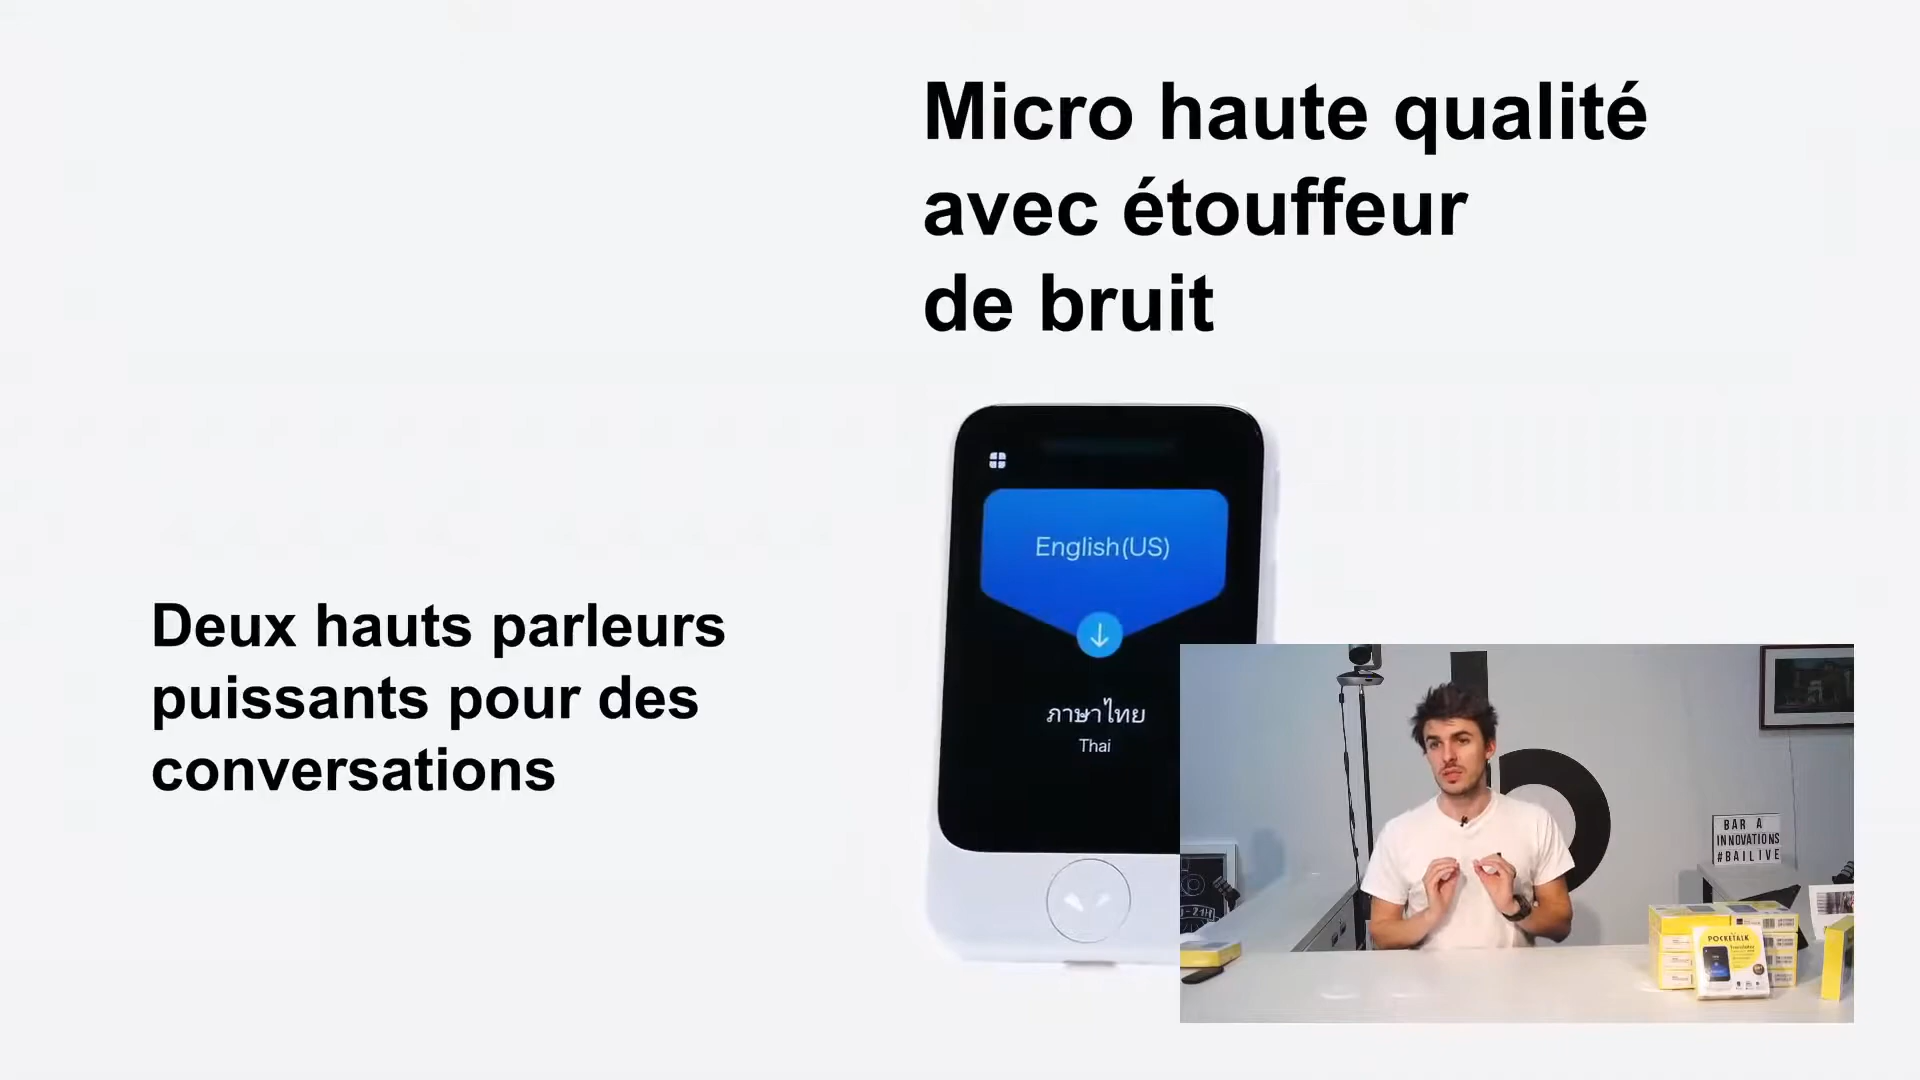 Micro haute qualité
avec étouffeur
de bruit
English(US)
ภาษาไทย
Thai
Deux hauts parleurs
puissants pour des
conversations
BAR A
INNOVATIONS
#BAILIVE
-21H
POCKETALK